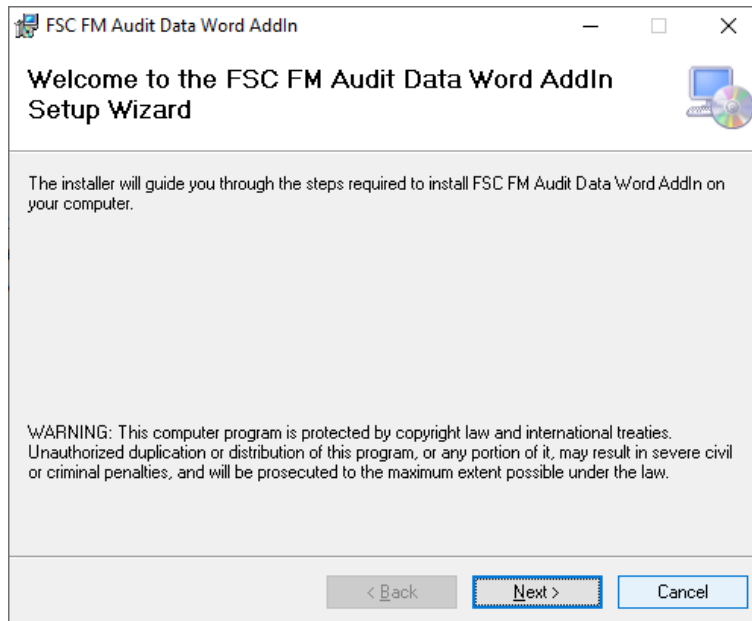 FSC FM Audit Data Word AddIn
Welcome to the FSC FM Audit Data Word AddIn
Setup Wizard
The installer will guide you through the steps required to install FSC FM Audit Data Word AddIn on
your computer.
WARNING: This computer program is protected by copyright law and international treaties.
Unauthorized duplication or distribution of this program, or any portion of it, may result in severe civil
or criminal penalties, and will be prosecuted to the maximum extent possible under the law.
< Back
Next >
Cancel